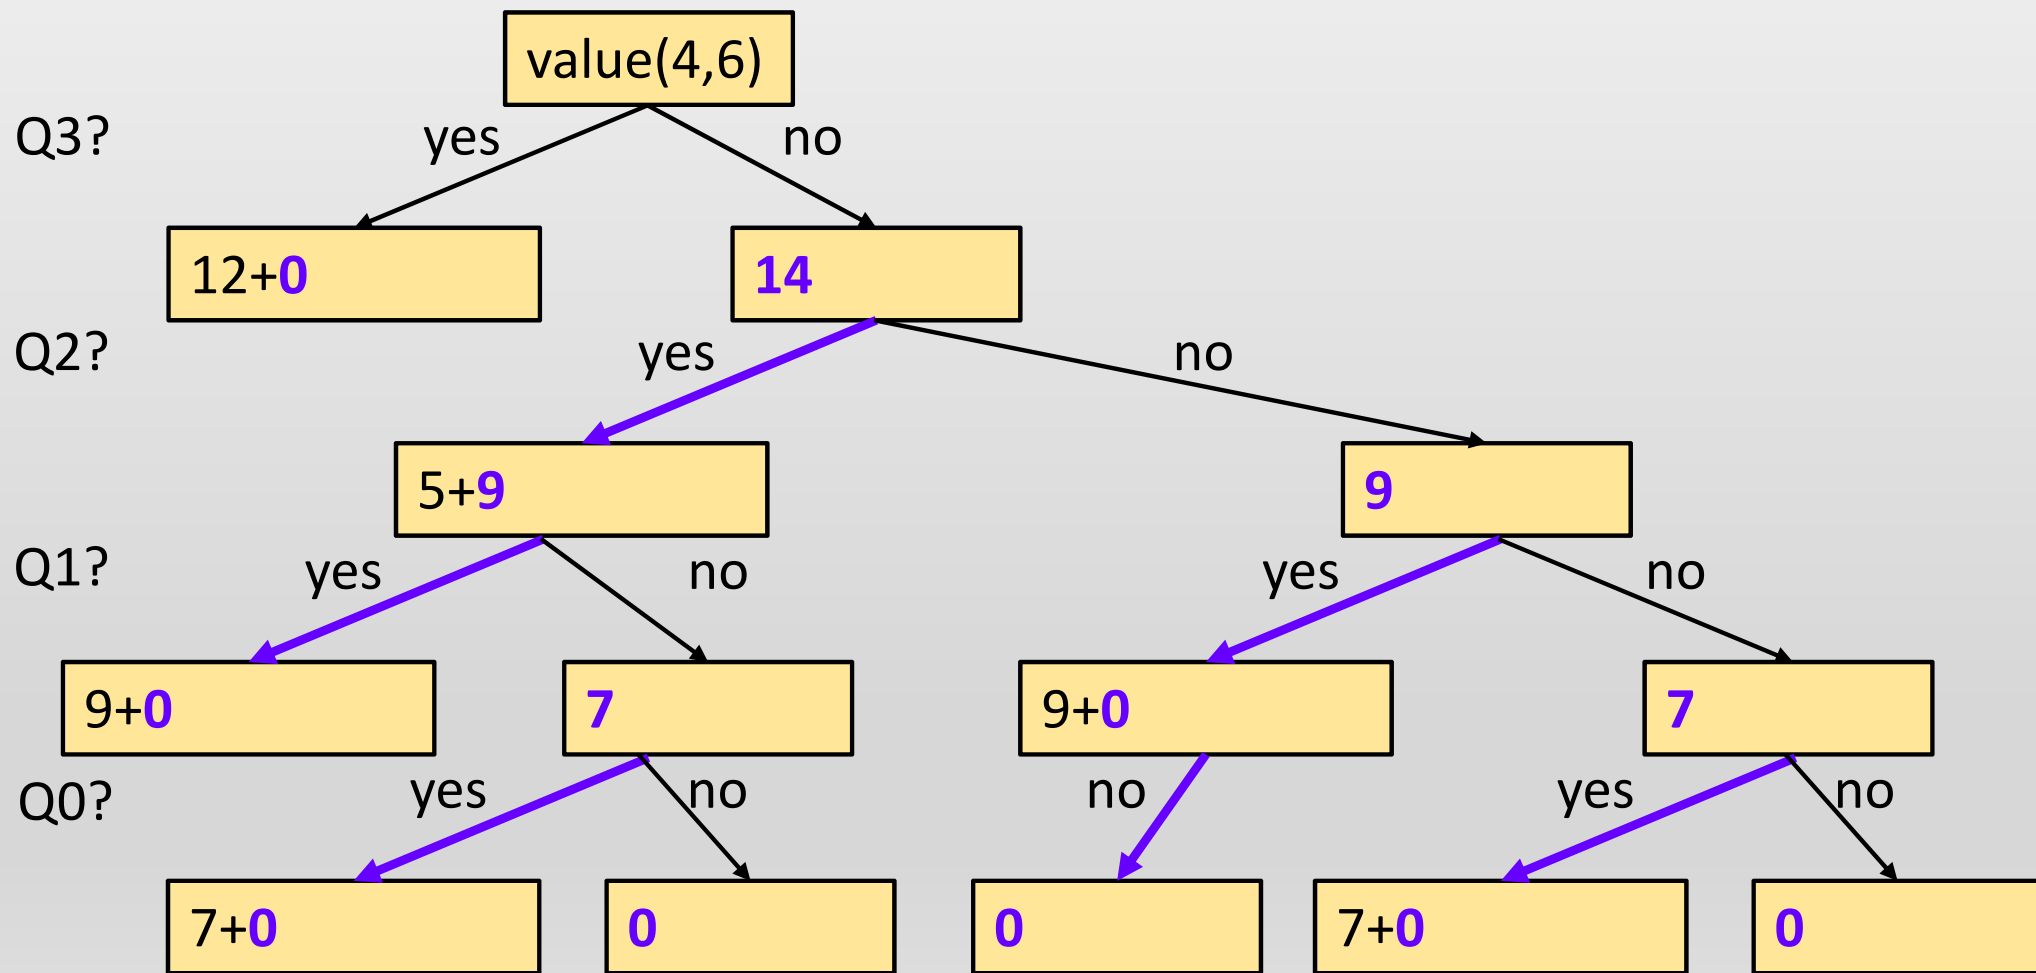 value(4,6)
Q3?
yes
no
12+0
14
Q2?
yes
no
5+9
9
Q1?
yes
no
yes
no
9+0
7
9+0
7
Q0?
yes
no
no
yes
no
7+0
0
0
7+0
0